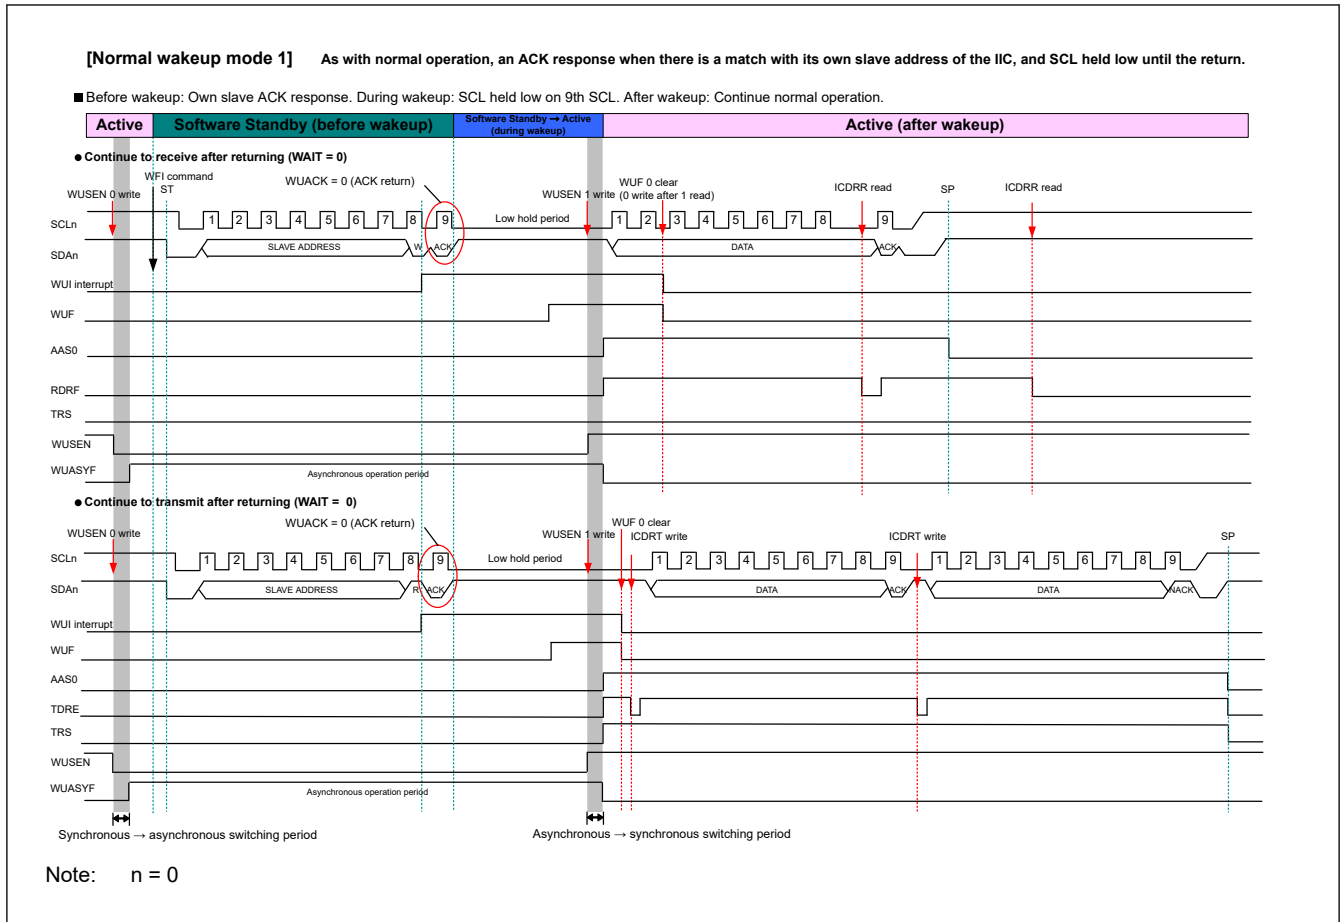 [Normal wakeup mode 1] As with normal operation, an ACK response when there is a match with its own slave address of the IIC, and SCL held low until the return.
■ Before wakeup: Own slave ACK response. During wakeup: SCL held low on 9th SCL. After wakeup: Continue normal operation.
Active Software Standby (before wakeup) Software Standby → Active (during wakeup) Active (after wakeup)
● Continue to receive after returning (WAIT = 0)
WFI command
WUSEN 0 write ST WUACK = 0 (ACK return) WUSEN 1 write WUF 0 clear (0 write after 1 read) ICDRR read SP ICDRR read
SCLn 1 2 3 4 5 6 7 8 9 Low hold period 1 2 3 4 5 6 7 8 9
SDAn SLAVE ADDRESS W ACK DATA ACK
WUI interrupt
WUF
AAS0
RDRF
TRS
WUSEN
WUASYF Asynchronous operation period
● Continue to transmit after returning (WAIT = 0)
WUSEN 0 write WUACK = 0 (ACK return) WUSEN 1 write WUF 0 clear ICDRT write ICDRT write SP
SCLn 1 2 3 4 5 6 7 8 9 Low hold period 1 2 3 4 5 6 7 8 9 1 2 3 4 5 6 7 8 9
SDAn SLAVE ADDRESS R ACK DATA ACK DATA NACK
WUI interrupt
WUF
AAS0
TDRE
TRS
WUSEN
WUASYF Asynchronous operation period
Synchronous → asynchronous switching period Asynchronous → synchronous switching period
Note: n = 0